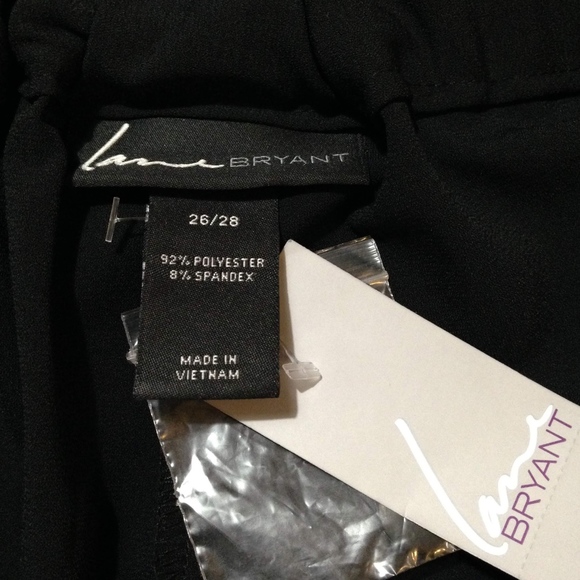 Lane BRYANT
26/28
92% POLYESTER
8% SPANDEX
MADE IN
VIETNAM
Lane
BRYANT